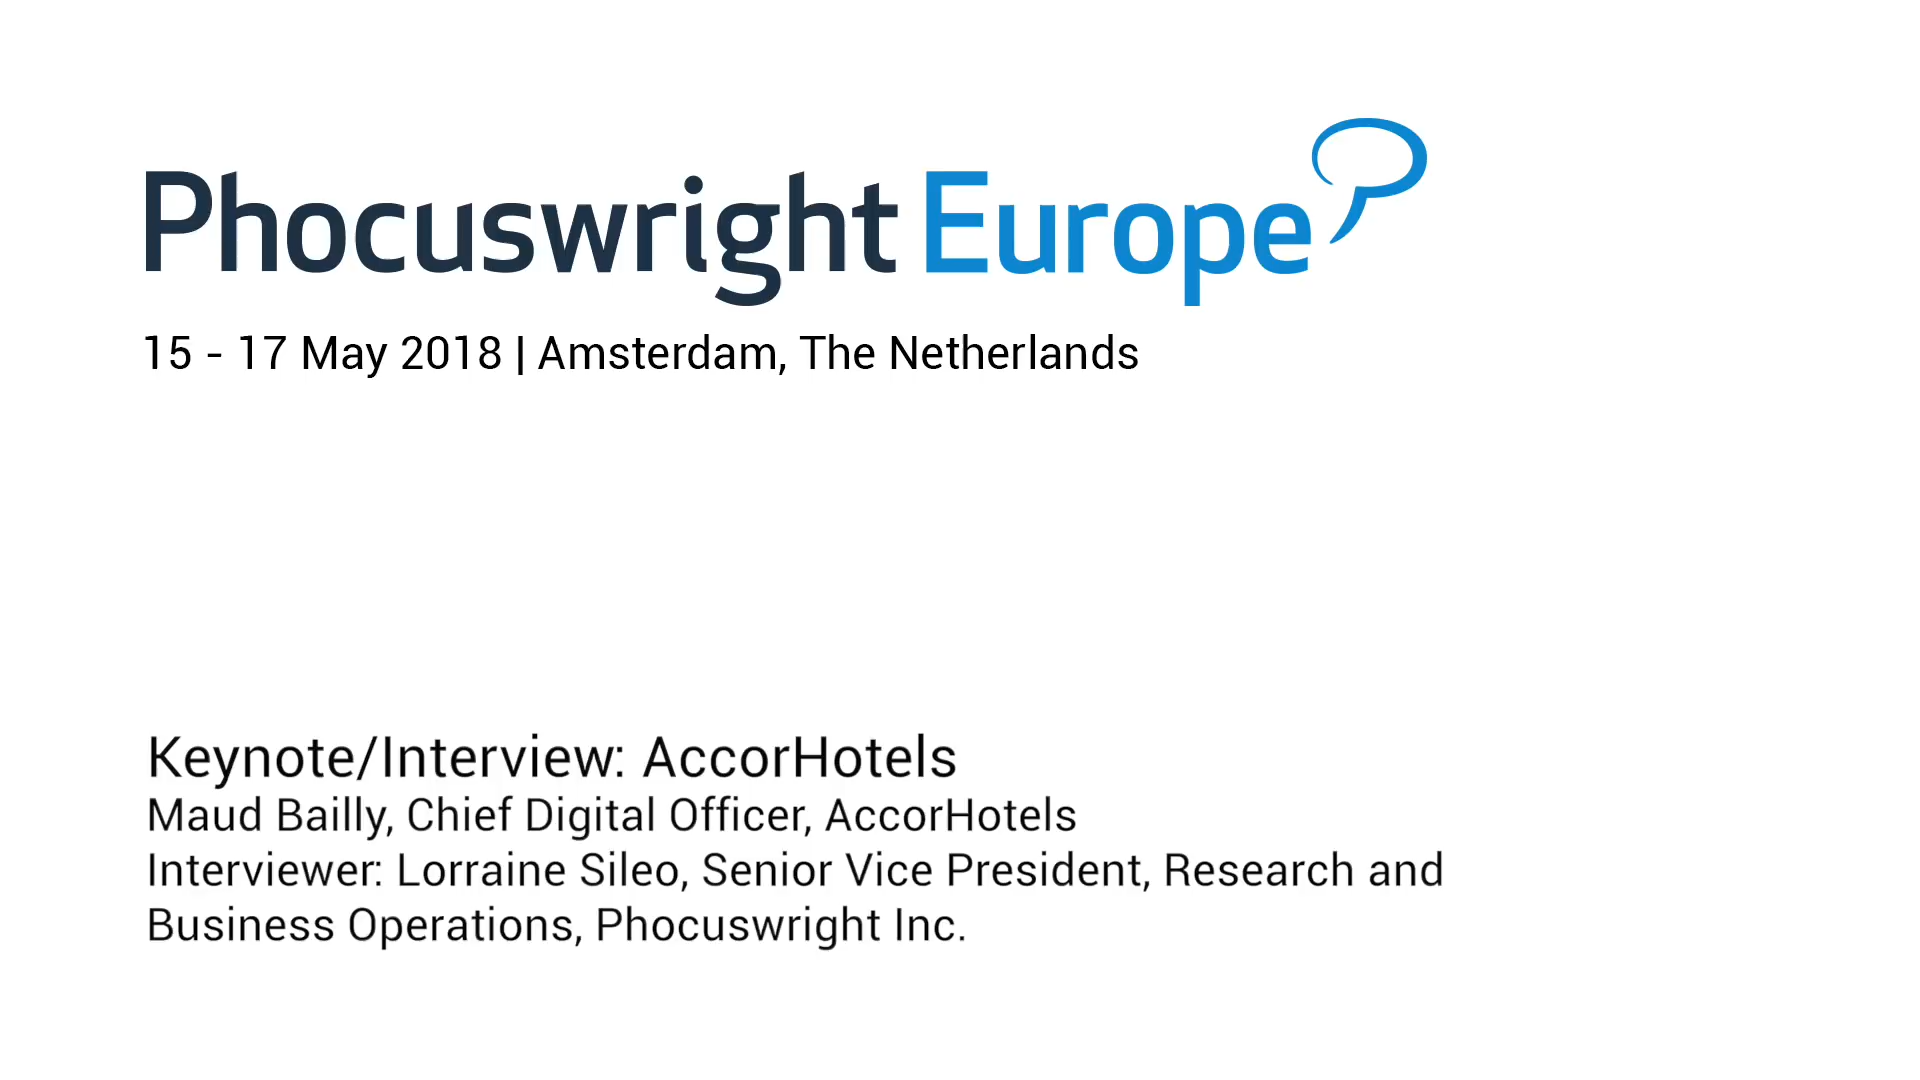 Phocuswright Europe
15 - 17 May 2018 | Amsterdam, The Netherlands
Keynote/Interview: AccorHotels
Maud Bailly, Chief Digital Officer, AccorHotels
Interviewer: Lorraine Sileo, Senior Vice President, Research and
Business Operations, Phocuswright Inc.